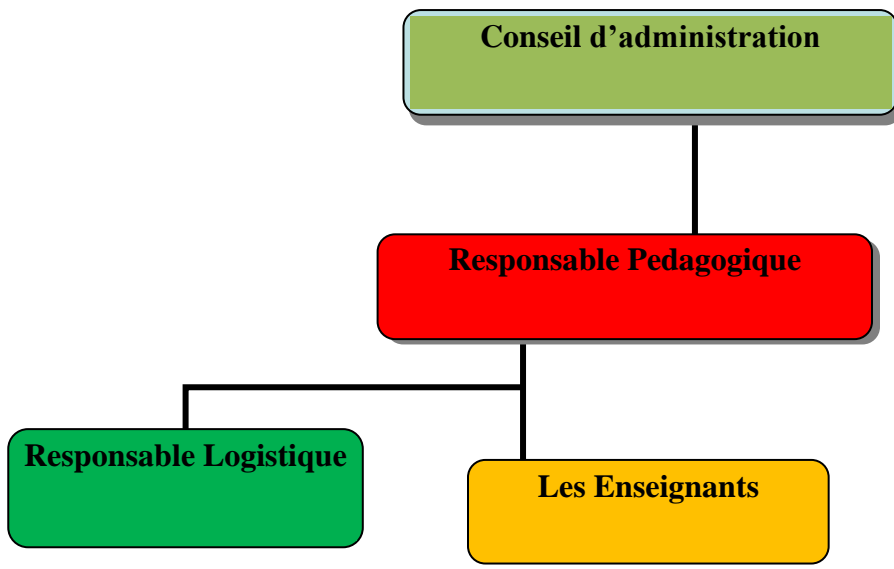 Conseil d’administration
Responsable Pedagogique
Responsable Logistique
Les Enseignants